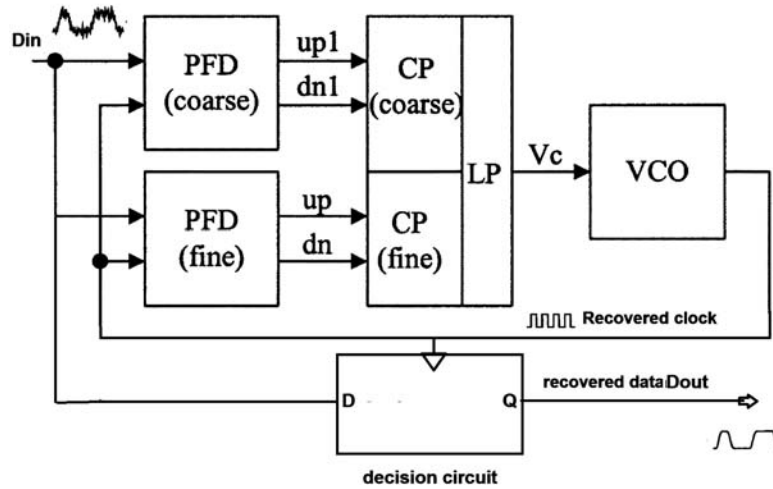 Din
PFD
(coarse)
up1
dn1
CP
(coarse)
PFD
(fine)
up
dn
CP
(fine)
LP
Vc
VCO
Recovered clock
D
Q
recovered data Dout
decision circuit